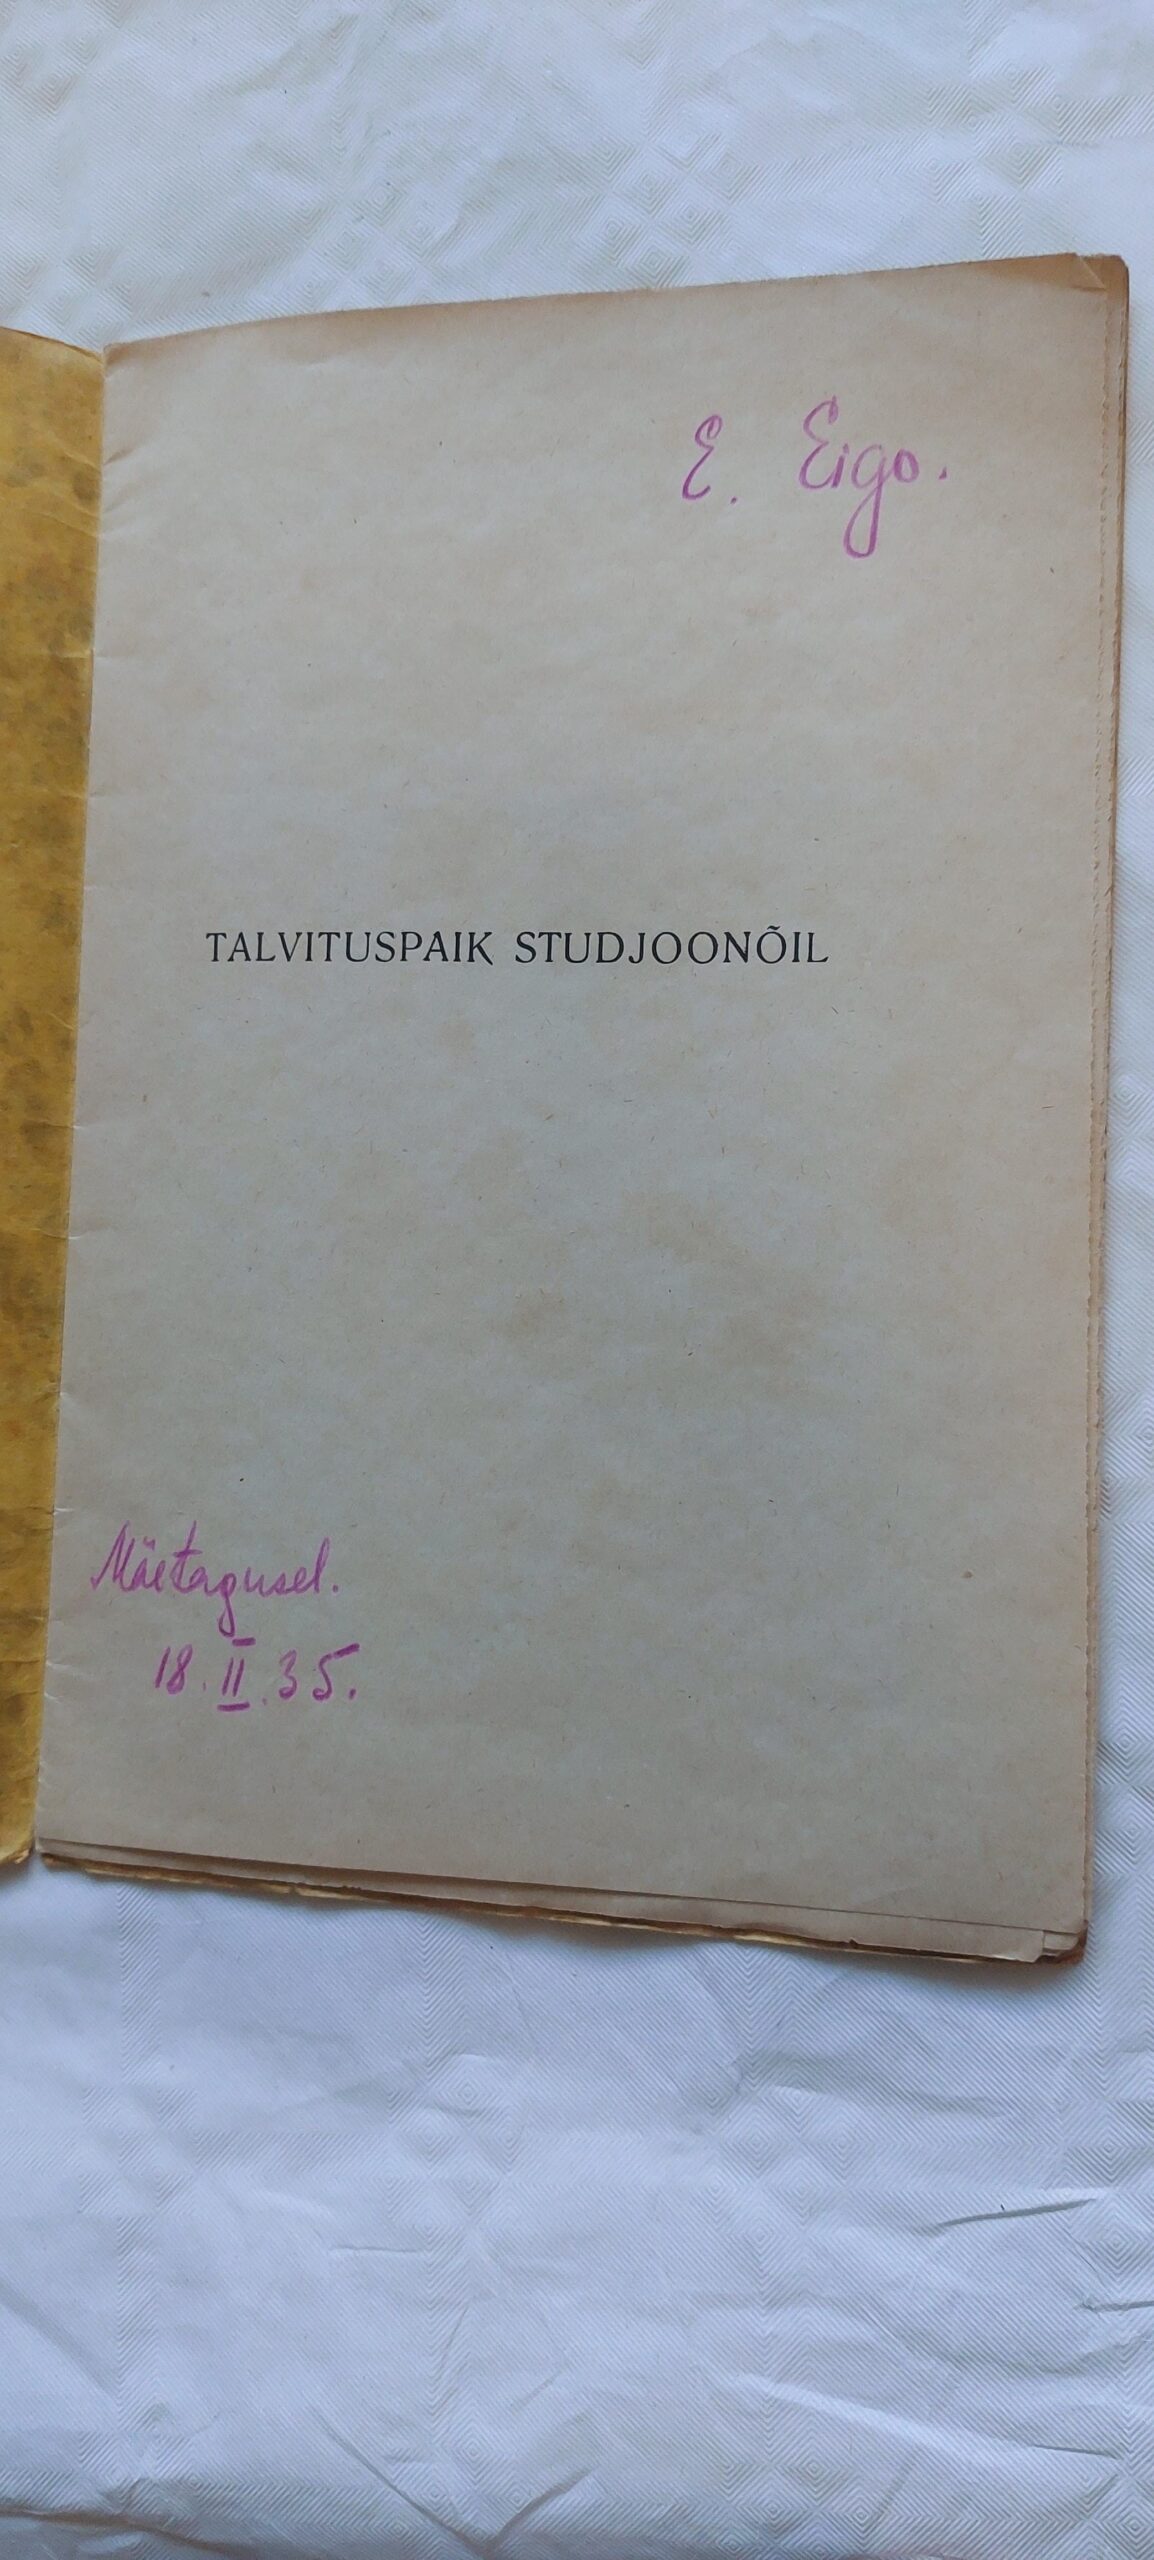 E. Eigo.
TALVITUSPAIK STUDJOONÕIL
Mäetagusel.
18.II.35.